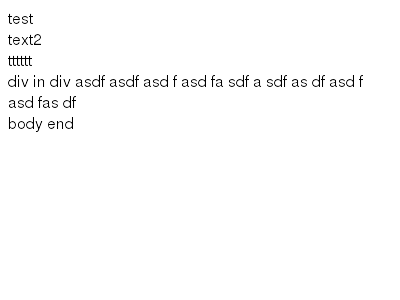 test
text2
tttttt
div in div asdf asdf asd f asd fa sdf a sdf as df asd f
asd fas df
body end